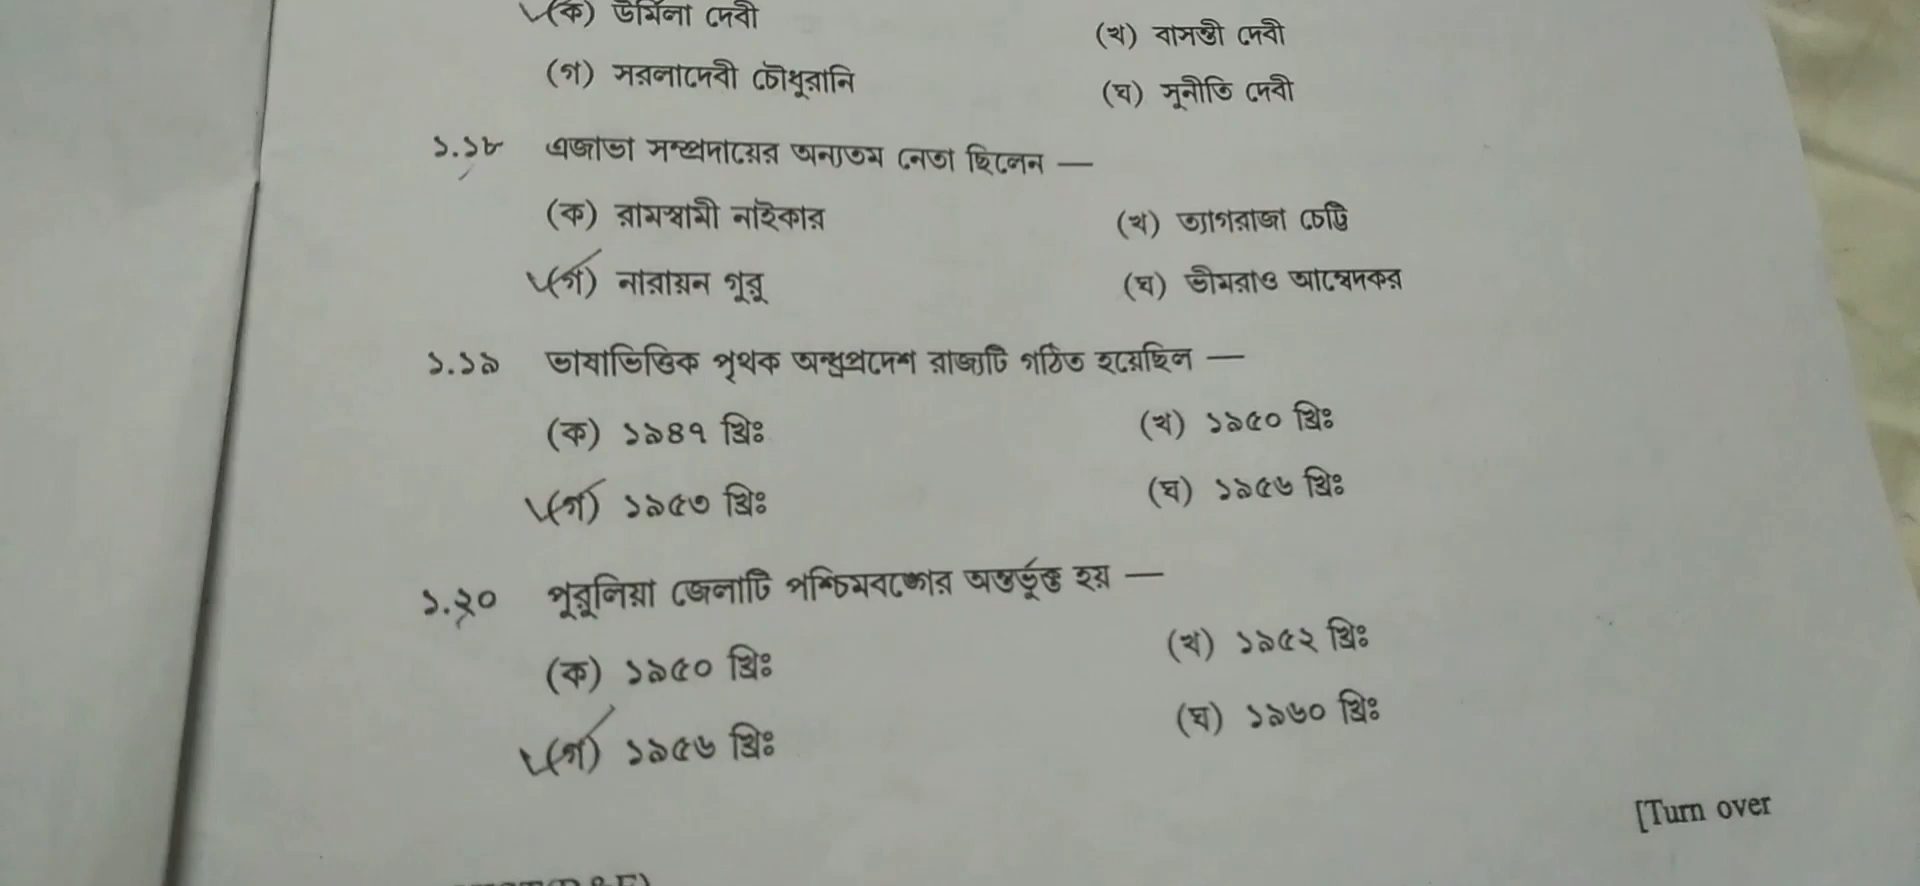 (ক) উর্মিলা দেবী (খ) বাসন্তী দেবী
(গ) সরলাদেবী চৌধুরানি (ঘ) সুনীতি দেবী
১.১৮ এজাভা সম্প্রদায়ের অন্যতম নেতা ছিলেন —
(ক) রামস্বামী নাইকার (খ) ত্যাগরাজা চেট্টি
(গ) নারায়ন গুরু (ঘ) ভীমরাও আম্বেদকর
১.১৯ ভাষাভিত্তিক পৃথক অন্ধ্রপ্রদেশ রাজ্যটি গঠিত হয়েছিল —
(ক) ১৯৪৭ খ্রিঃ (খ) ১৯৫০ খ্রিঃ
(গ) ১৯৫৩ খ্রিঃ (ঘ) ১৯৫৬ খ্রিঃ
১.২০ পুরুলিয়া জেলাটি পশ্চিমবঙ্গের অন্তর্ভুক্ত হয় —
(ক) ১৯৫০ খ্রিঃ (খ) ১৯৫২ খ্রিঃ
(গ) ১৯৫৬ খ্রিঃ (ঘ) ১৯৬০ খ্রিঃ
[Turn over